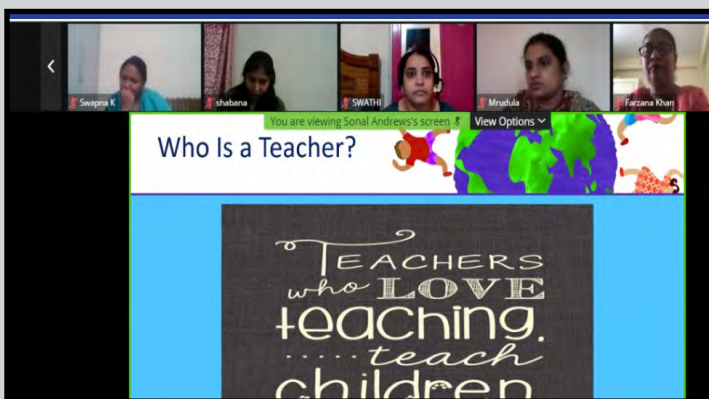 Swapna K
shabana
SWATHI
Mrudula
Farzana Khan
You are viewing Sonal Andrews's screen
View Options
Who Is a Teacher?
TEACHERS
who LOVE
teaching,
.....teach
children